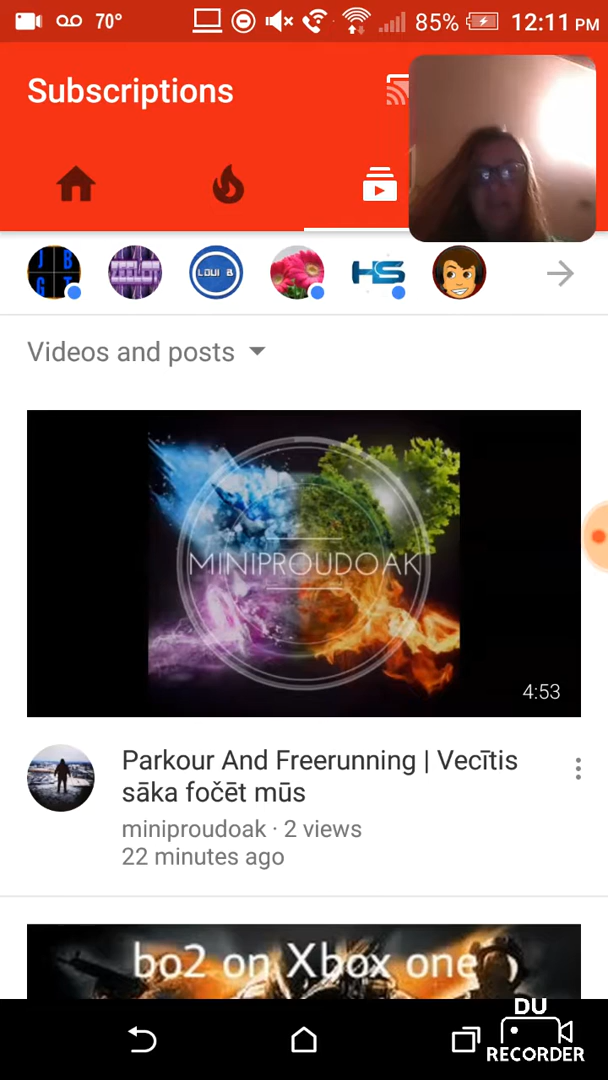 70° 85% 12:11 PM
Subscriptions
J B
G T
LOUI B
HS
Videos and posts
MINIPROUDOAK
4:53
Parkour And Freerunning | Vecītis
sāka fočēt mūs
miniproudoak · 2 views
22 minutes ago
bo2 on Xbox one
DU
RECORDER